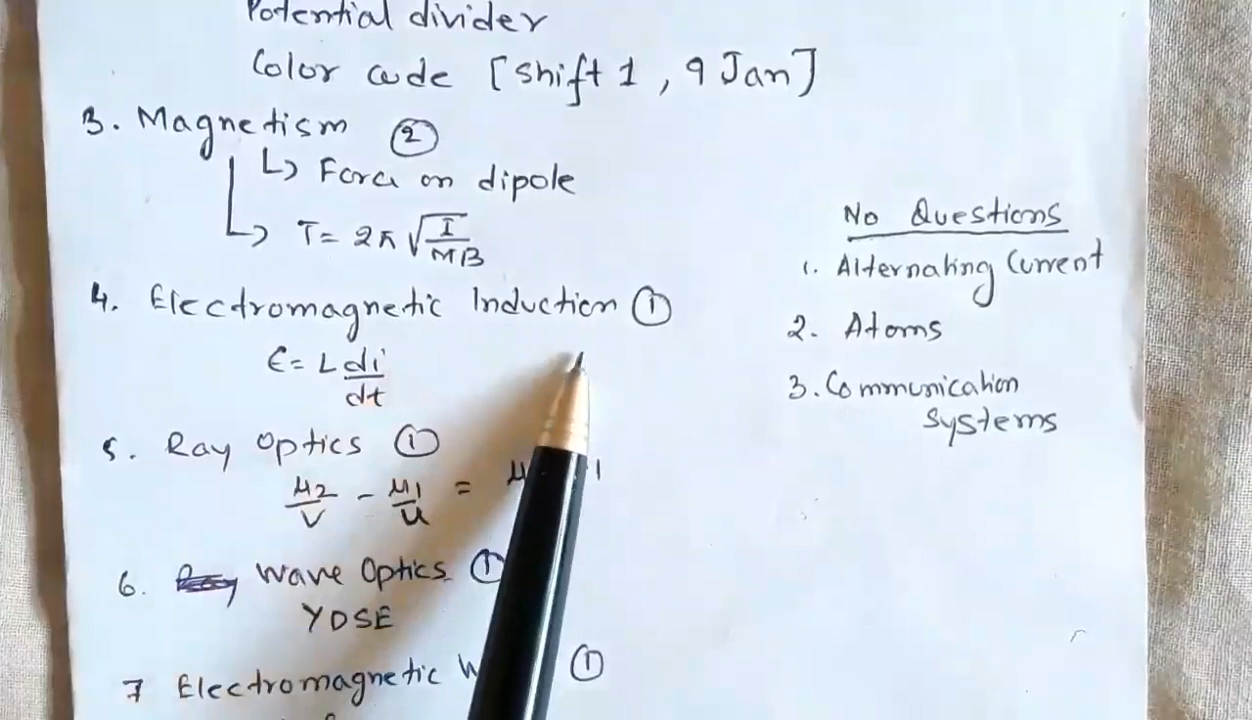 Potential divider
Color code [Shift 1, 9 Jan]
3. Magnetism ②
↳ Force on dipole
↳ T = 2π √(I/MB)
4. Electromagnetic Induction ①
ε = L di/dt
5. Ray Optics ①
μ2/v - μ1/u = μ
6. Wave Optics ①
YDSE
7 Electromagnetic ①
No Questions
1. Alternating Current
2. Atoms
3. Communication
Systems